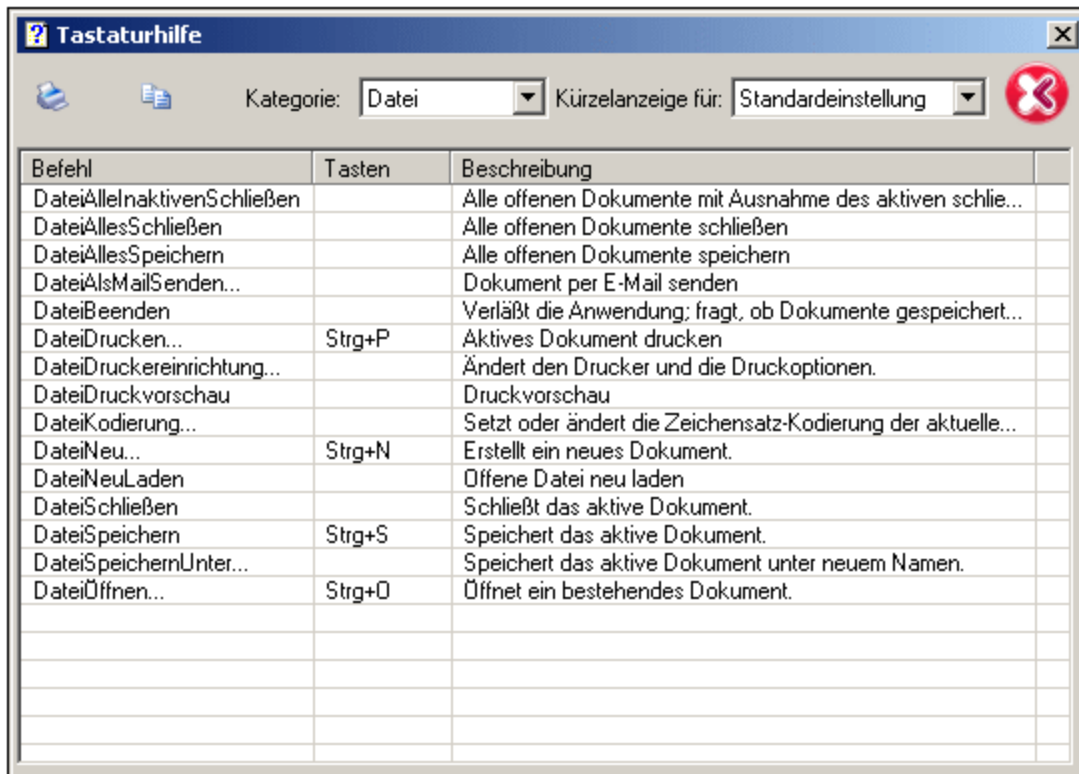 Tastaturhilfe
Kategorie: Datei Kürzelanzeige für: Standardeinstellung
Befehl Tasten Beschreibung
DateiAlleInaktivenSchließen Alle offenen Dokumente mit Ausnahme des aktiven schlie...
DateiAllesSchließen Alle offenen Dokumente schließen
DateiAllesSpeichern Alle offenen Dokumente speichern
DateiAlsMailSenden... Dokument per E-Mail senden
DateiBeenden Verläßt die Anwendung; fragt, ob Dokumente gespeichert...
DateiDrucken... Strg+P Aktives Dokument drucken
DateiDruckereinrichtung... Ändert den Drucker und die Druckoptionen.
DateiDruckvorschau Druckvorschau
DateiKodierung... Setzt oder ändert die Zeichensatz-Kodierung der aktuelle...
DateiNeu... Strg+N Erstellt ein neues Dokument.
DateiNeuLaden Offene Datei neu laden
DateiSchließen Schließt das aktive Dokument.
DateiSpeichern Strg+S Speichert das aktive Dokument.
DateiSpeichernUnter... Speichert das aktive Dokument unter neuem Namen.
DateiÖffnen... Strg+O Öffnet ein bestehendes Dokument.